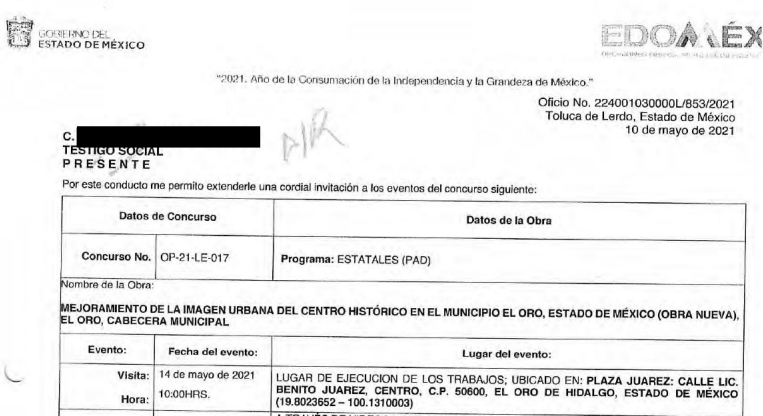 GOBIERNO DEL
ESTADO DE MÉXICO
EDOMÉX
"2021. Año de la Consumación de la Independencia y la Grandeza de México."
Oficio No. 224001030000L/853/2021
Toluca de Lerdo, Estado de México
10 de mayo de 2021
C.
TESTIGO SOCIAL
P R E S E N T E
Por este conducto me permito extenderle una cordial invitación a los eventos del concurso siguiente:
Datos de Concurso
Datos de la Obra
Concurso No. OP-21-LE-017
Programa: ESTATALES (PAD)
Nombre de la Obra:
MEJORAMIENTO DE LA IMAGEN URBANA DEL CENTRO HISTÓRICO EN EL MUNICIPIO EL ORO, ESTADO DE MÉXICO (OBRA NUEVA),
EL ORO, CABECERA MUNICIPAL
Evento: Fecha del evento: Lugar del evento:
Visita: 14 de mayo de 2021
Hora: 10:00HRS.
LUGAR DE EJECUCION DE LOS TRABAJOS; UBICADO EN: PLAZA JUAREZ: CALLE LIC.
BENITO JUAREZ, CENTRO, C.P. 50600, EL ORO DE HIDALGO, ESTADO DE MÉXICO
(19.8023652 – 100.1310003)